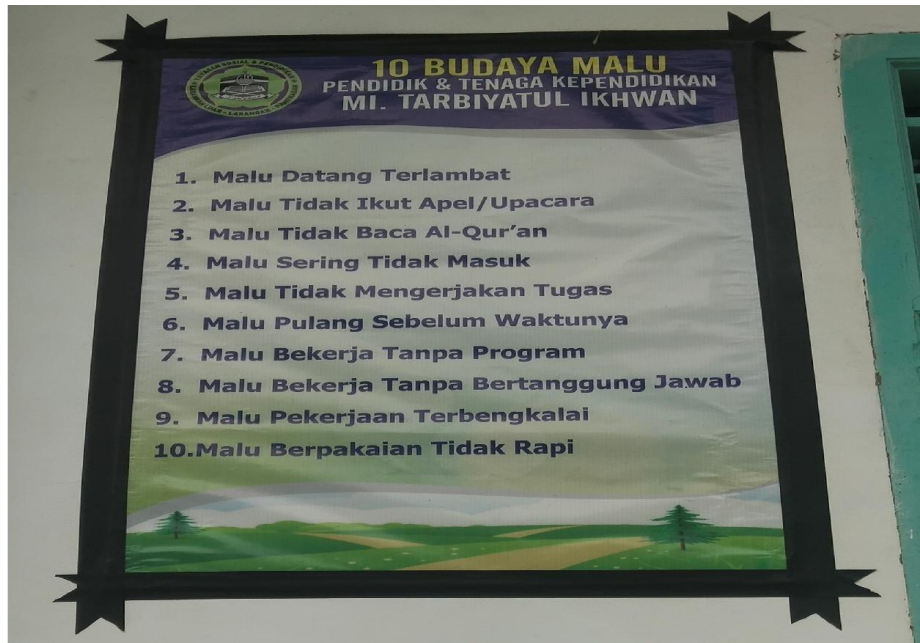 10 BUDAYA MALU
PENDIDIK & TENAGA KEPENDIDIKAN
MI. TARBIYATUL IKHWAN
1. Malu Datang Terlambat
2. Malu Tidak Ikut Apel/Upacara
3. Malu Tidak Baca Al-Qur’an
4. Malu Sering Tidak Masuk
5. Malu Tidak Mengerjakan Tugas
6. Malu Pulang Sebelum Waktunya
7. Malu Bekerja Tanpa Program
8. Malu Bekerja Tanpa Bertanggung Jawab
9. Malu Pekerjaan Terbengkalai
10.Malu Berpakaian Tidak Rapi